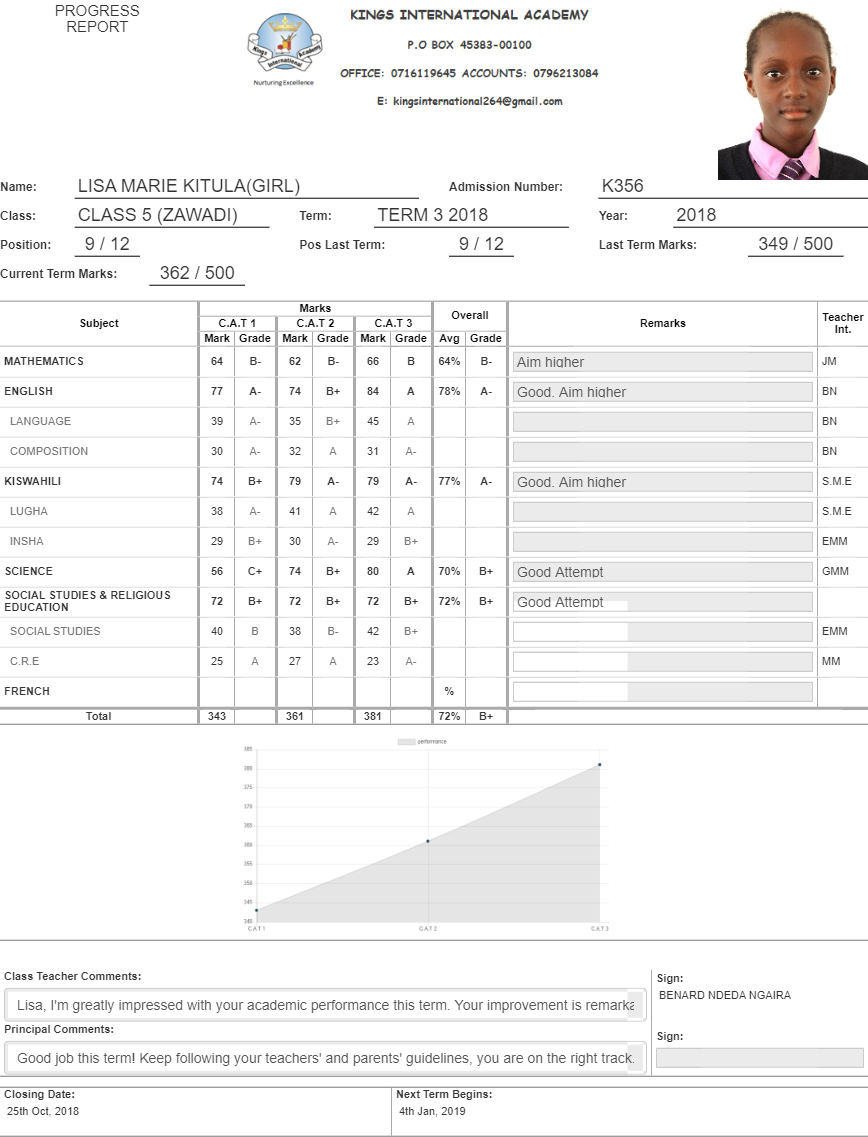 PROGRESS
REPORT
KINGS INTERNATIONAL ACADEMY
P.O BOX 45383-00100
OFFICE: 0716119645 ACCOUNTS: 0796213084
E: kingsinternational264@gmail.com
Kings International Academy
Nurturing Excellence
Name: LISA MARIE KITULA(GIRL) Admission Number: K356
Class: CLASS 5 (ZAWADI) Term: TERM 3 2018 Year: 2018
Position: 9 / 12 Pos Last Term: 9 / 12 Last Term Marks: 349 / 500
Current Term Marks: 362 / 500
Subject Marks Overall Remarks Teacher Int.
C.A.T 1 C.A.T 2 C.A.T 3
Mark Grade Mark Grade Mark Grade Avg Grade
MATHEMATICS 64 B- 62 B- 66 B 64% B- Aim higher JM
ENGLISH 77 A- 74 B+ 84 A 78% A- Good. Aim higher BN
LANGUAGE 39 A- 35 B+ 45 A BN
COMPOSITION 30 A- 32 A 31 A- BN
KISWAHILI 74 B+ 79 A- 79 A- 77% A- Good. Aim higher S.M.E
LUGHA 38 A- 41 A 42 A S.M.E
INSHA 29 B+ 30 A- 29 B+ EMM
SCIENCE 56 C+ 74 B+ 80 A 70% B+ Good Attempt GMM
SOCIAL STUDIES & RELIGIOUS EDUCATION 72 B+ 72 B+ 72 B+ 72% B+ Good Attempt
SOCIAL STUDIES 40 B 38 B- 42 B+ EMM
C.R.E 25 A 27 A 23 A- MM
FRENCH %
Total 343 361 381 72% B+
performance
385
380
375
370
365
360
355
350
345
340
C.A.T 1 C.A.T 2 C.A.T 3
Class Teacher Comments:
Lisa, I'm greatly impressed with your academic performance this term. Your improvement is remarka
Sign:
BENARD NDEDA NGAIRA
Principal Comments:
Good job this term! Keep following your teachers' and parents' guidelines, you are on the right track.
Sign:
Closing Date: Next Term Begins:
25th Oct, 2018 4th Jan, 2019